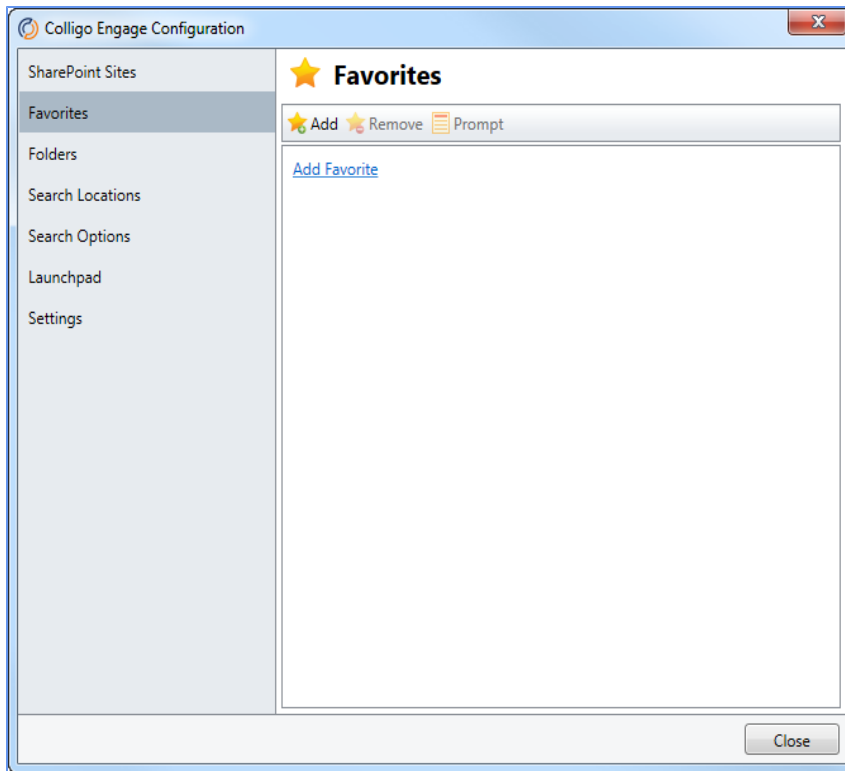 Colligo Engage Configuration
X
SharePoint Sites
Favorites
Folders
Search Locations
Search Options
Launchpad
Settings
Favorites
Add Remove Prompt
Add Favorite
Close